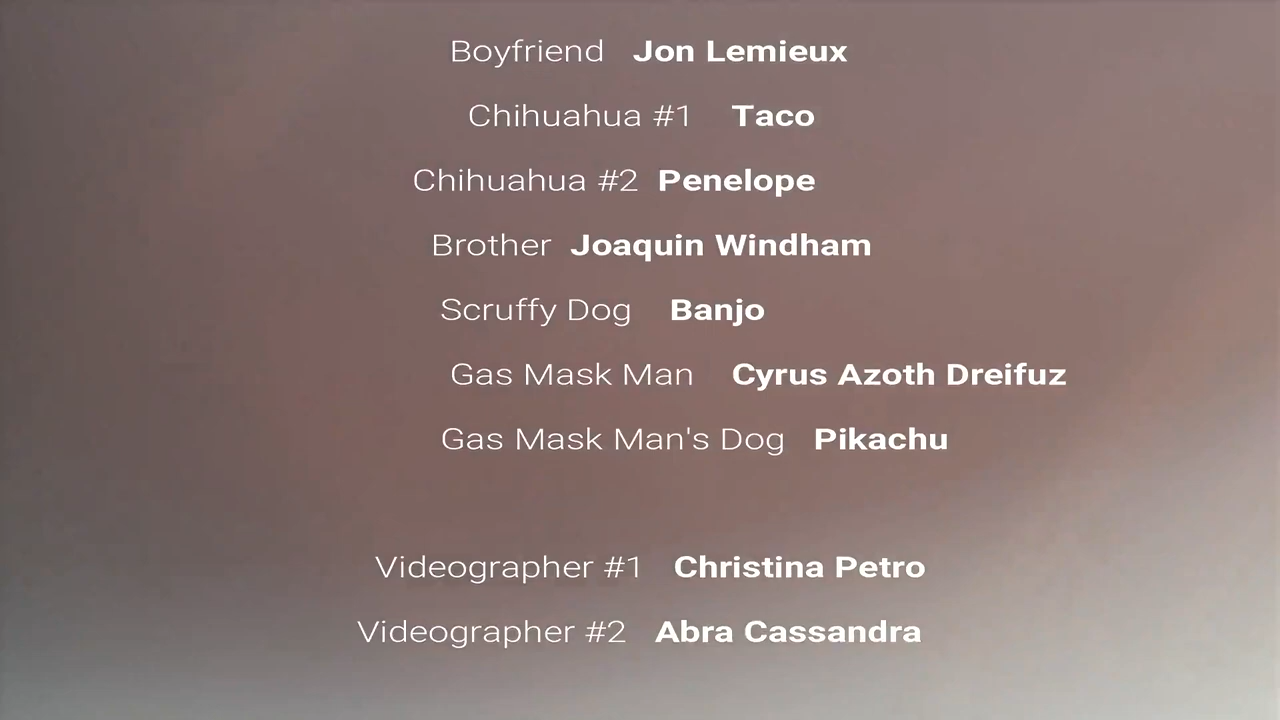 Boyfriend Jon Lemieux
Chihuahua #1 Taco
Chihuahua #2 Penelope
Brother Joaquin Windham
Scruffy Dog Banjo
Gas Mask Man Cyrus Azoth Dreifuz
Gas Mask Man's Dog Pikachu
Videographer #1 Christina Petro
Videographer #2 Abra Cassandra